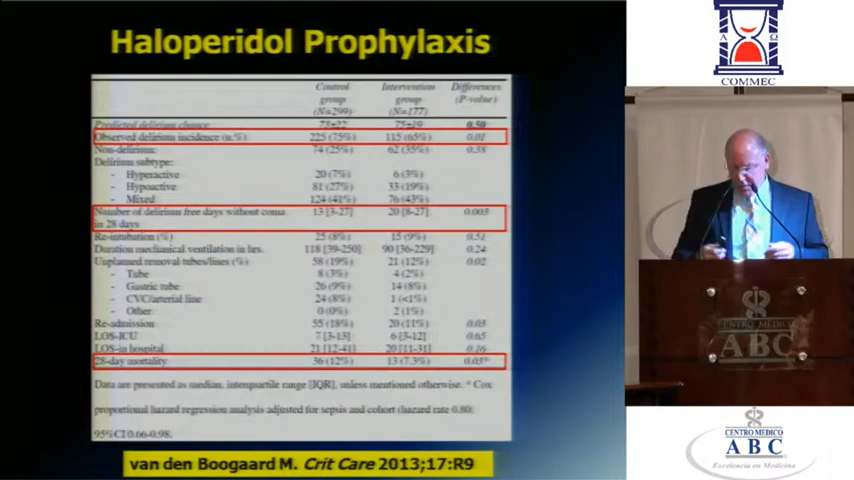 Haloperidol Prophylaxis
Control group (N=299) Intervention group (N=177) Differences (P-value)
Predicted delirium chance 73±22 75±19 0.50
Observed delirium incidence (n,%) 225 (75%) 115 (65%) 0.01
Non-delirium: 74 (25%) 62 (35%) 0.38
Delirium subtype:
- Hyperactive 20 (7%) 6 (3%)
- Hypoactive 81 (27%) 33 (19%)
- Mixed 124 (41%) 76 (43%)
Number of delirium free days without coma 13 [3-27] 20 [8-27] 0.003
in 28 days
Re-intubation (%) 25 (8%) 15 (9%) 0.51
Duration mechanical ventilation in hrs. 118 [39-250] 90 [36-229] 0.24
Unplanned removal tubes/lines (%) 58 (19%) 21 (12%) 0.02
- Tube 8 (3%) 4 (2%)
- Gastric tube 26 (9%) 14 (8%)
- CVC/arterial line 24 (8%) 1 (<1%)
- Other 0 (0%) 2 (1%)
Re-admission 55 (18%) 20 (11%) 0.03
LOS-ICU 7 [3-13] 6 [3-12] 0.65
LOS-in hospital 21 [12-41] 20 [11-31] 0.16
28-day mortality 36 (12%) 13 (7.3%) 0.03*
Data are presented as median, interquartile range [IQR], unless mentioned otherwise. * Cox
proportional hazard regression analysis adjusted for sepsis and cohort (hazard rate 0.80;
95%CI 0.66-0.98.
van den Boogaard M. Crit Care 2013;17:R9
A Ω
COMMEC
CENTRO MEDICO
ABC
CENTRO MEDICO
ABC
Excelencia en Medicina